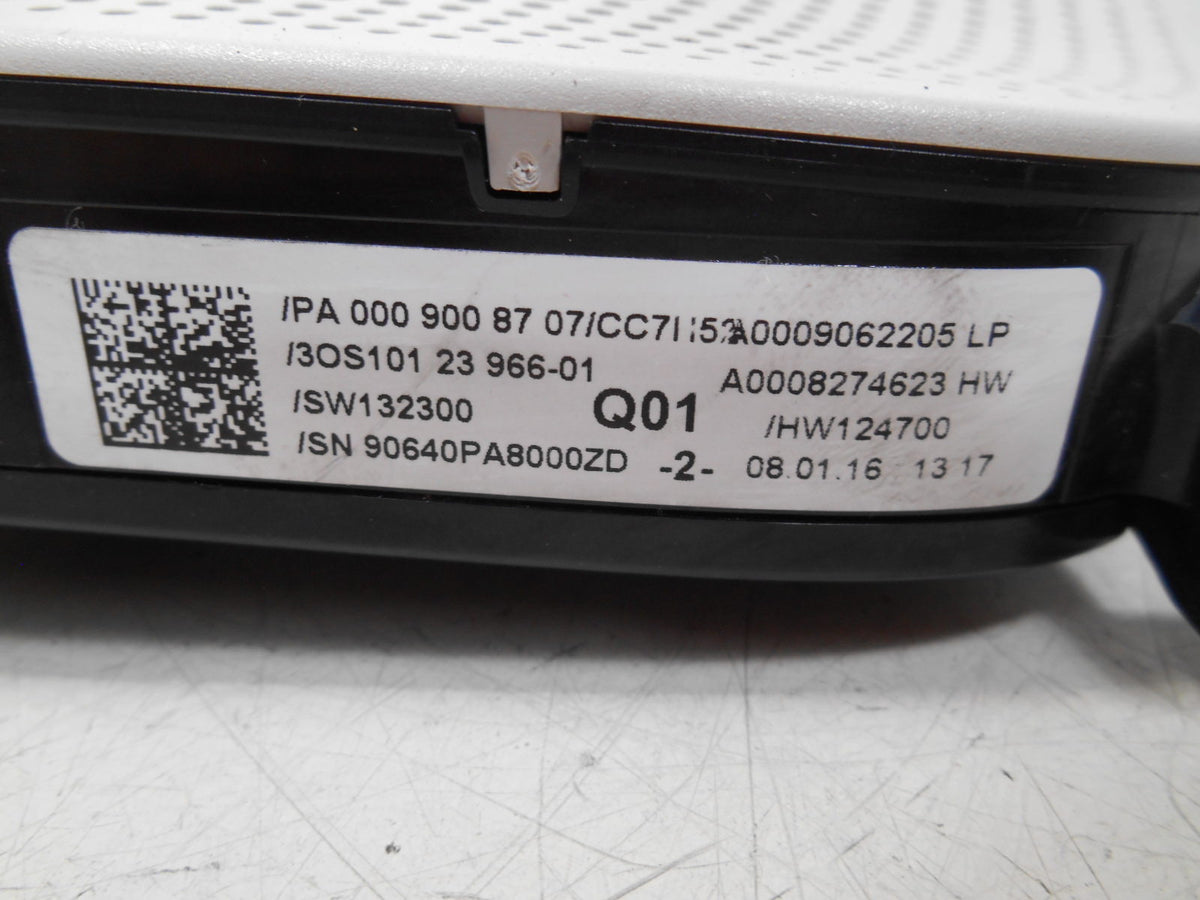 /PA 000 900 87 07/CC7 A0009062205 LP
/3OS101 23 966-01 A0008274623 HW
/SW132300 Q01 /HW124700
/SN 90640PA8000ZD -2- 08.01.16 13 17